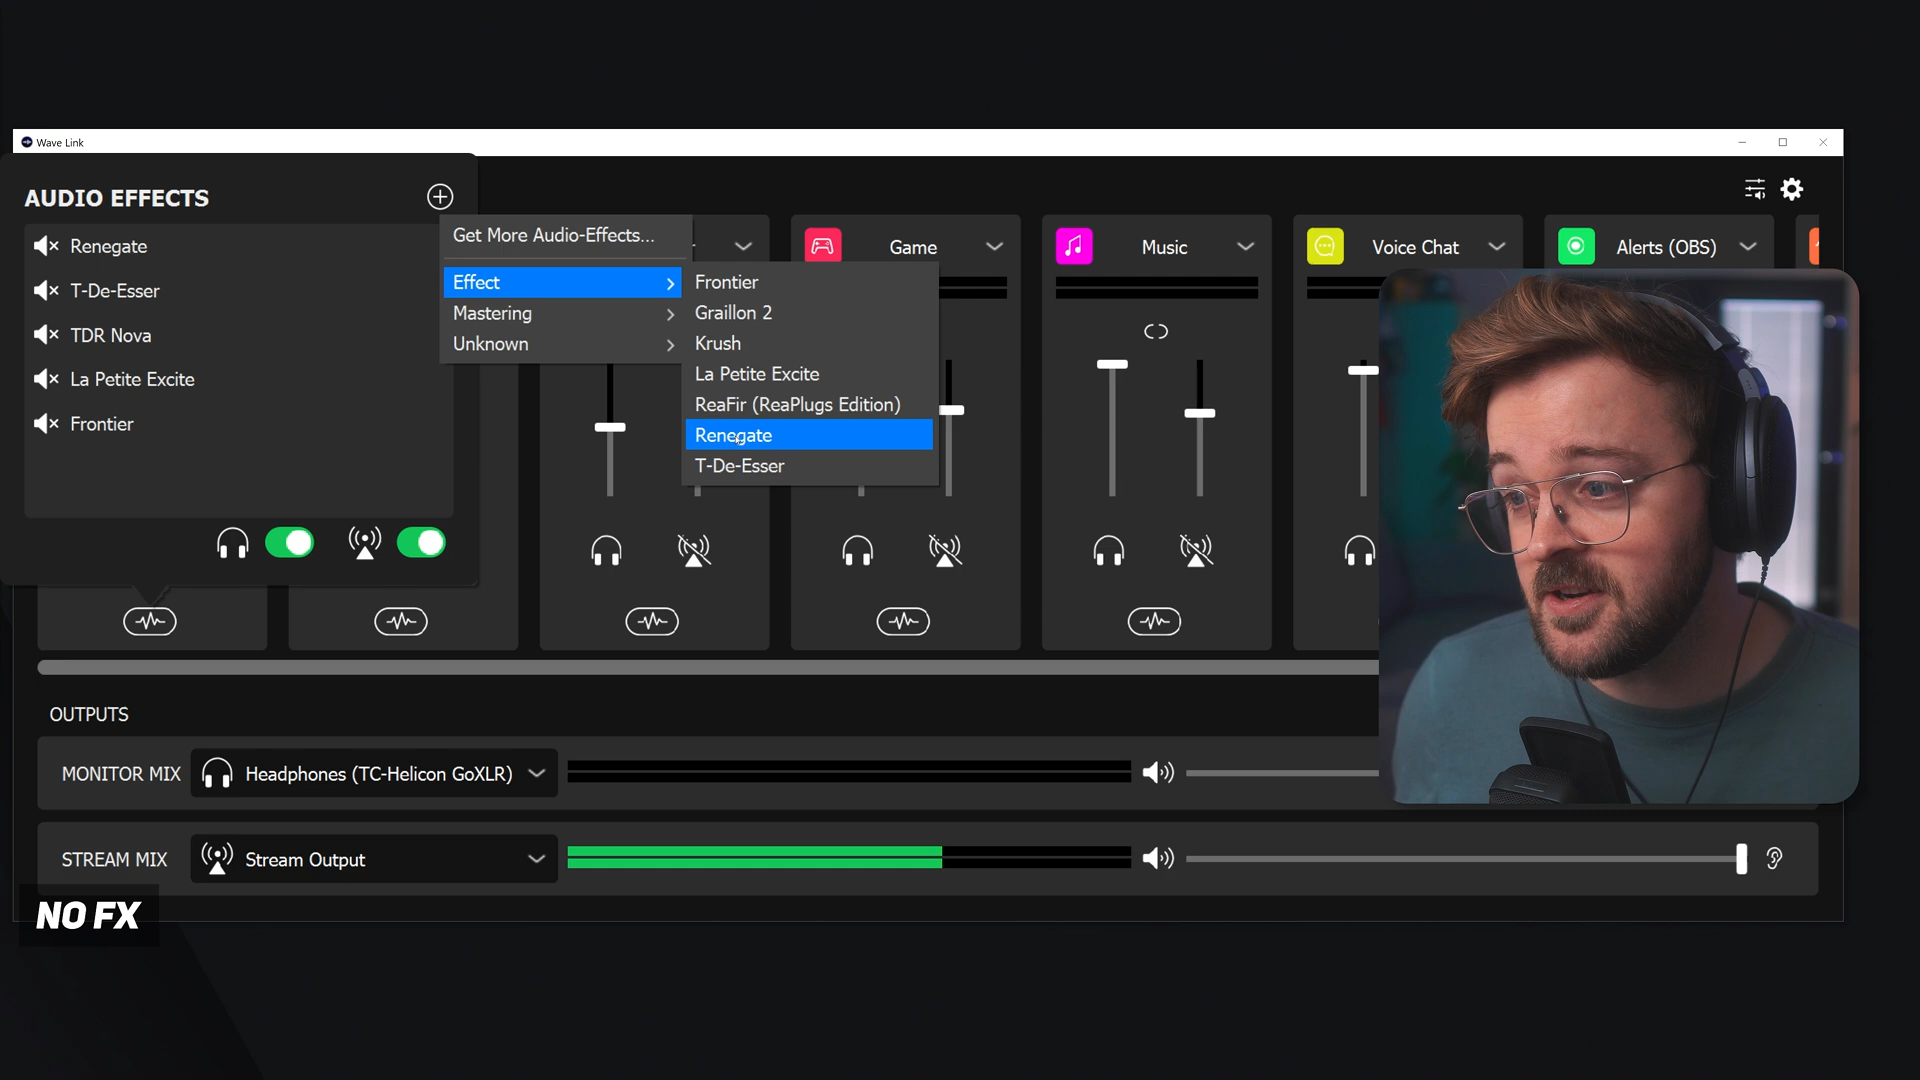 Wave Link
AUDIO EFFECTS
Renegate
T-De-Esser
TDR Nova
La Petite Excite
Frontier
Get More Audio-Effects...
Effect
Mastering
Unknown
Frontier
Graillon 2
Krush
La Petite Excite
ReaFir (ReaPlugs Edition)
Renegate
T-De-Esser
Game
Music
Voice Chat
Alerts (OBS)
OUTPUTS
MONITOR MIX
Headphones (TC-Helicon GoXLR)
STREAM MIX
Stream Output
NO FX